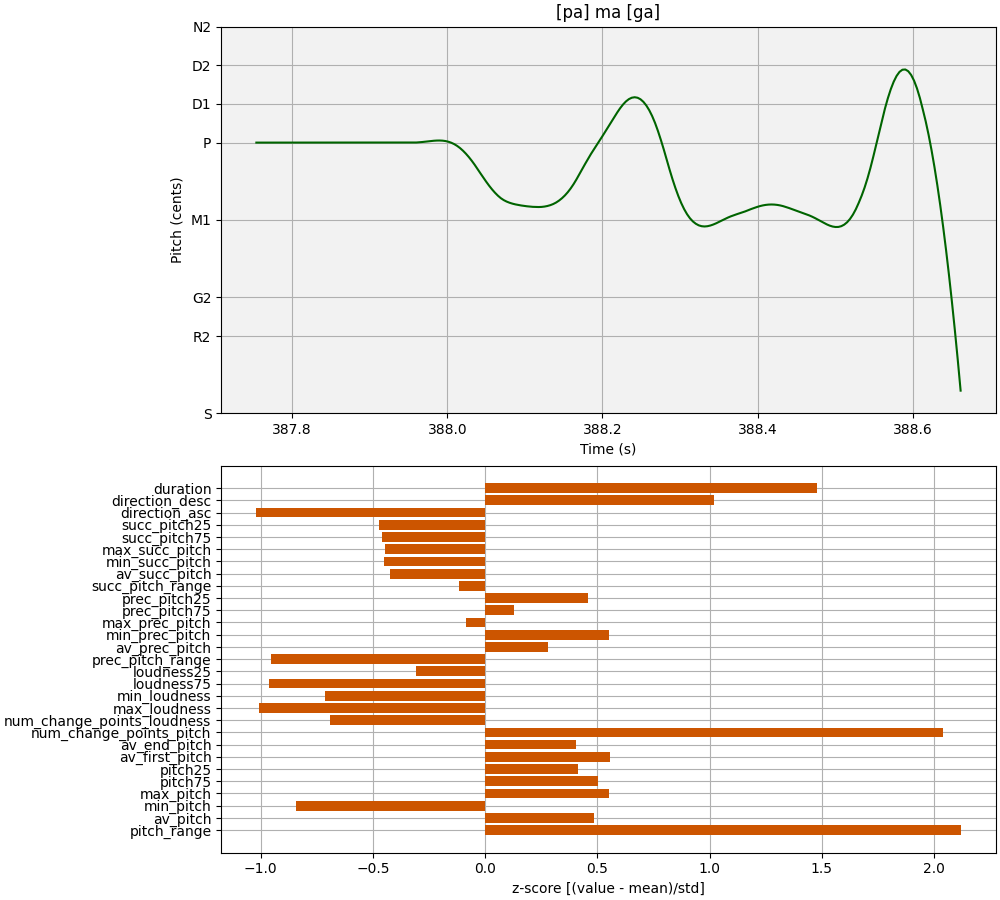 [pa] ma [ga]
N2
D2
D1
P
M1
G2
R2
S
Pitch (cents)
387.8 388.0 388.2 388.4 388.6
Time (s)
duration
direction_desc
direction_asc
succ_pitch25
succ_pitch75
max_succ_pitch
min_succ_pitch
av_succ_pitch
succ_pitch_range
prec_pitch25
prec_pitch75
max_prec_pitch
min_prec_pitch
av_prec_pitch
prec_pitch_range
loudness25
loudness75
min_loudness
max_loudness
num_change_points_loudness
num_change_points_pitch
av_end_pitch
av_first_pitch
pitch25
pitch75
max_pitch
min_pitch
av_pitch
pitch_range
−1.0 −0.5 0.0 0.5 1.0 1.5 2.0
z-score [(value - mean)/std]